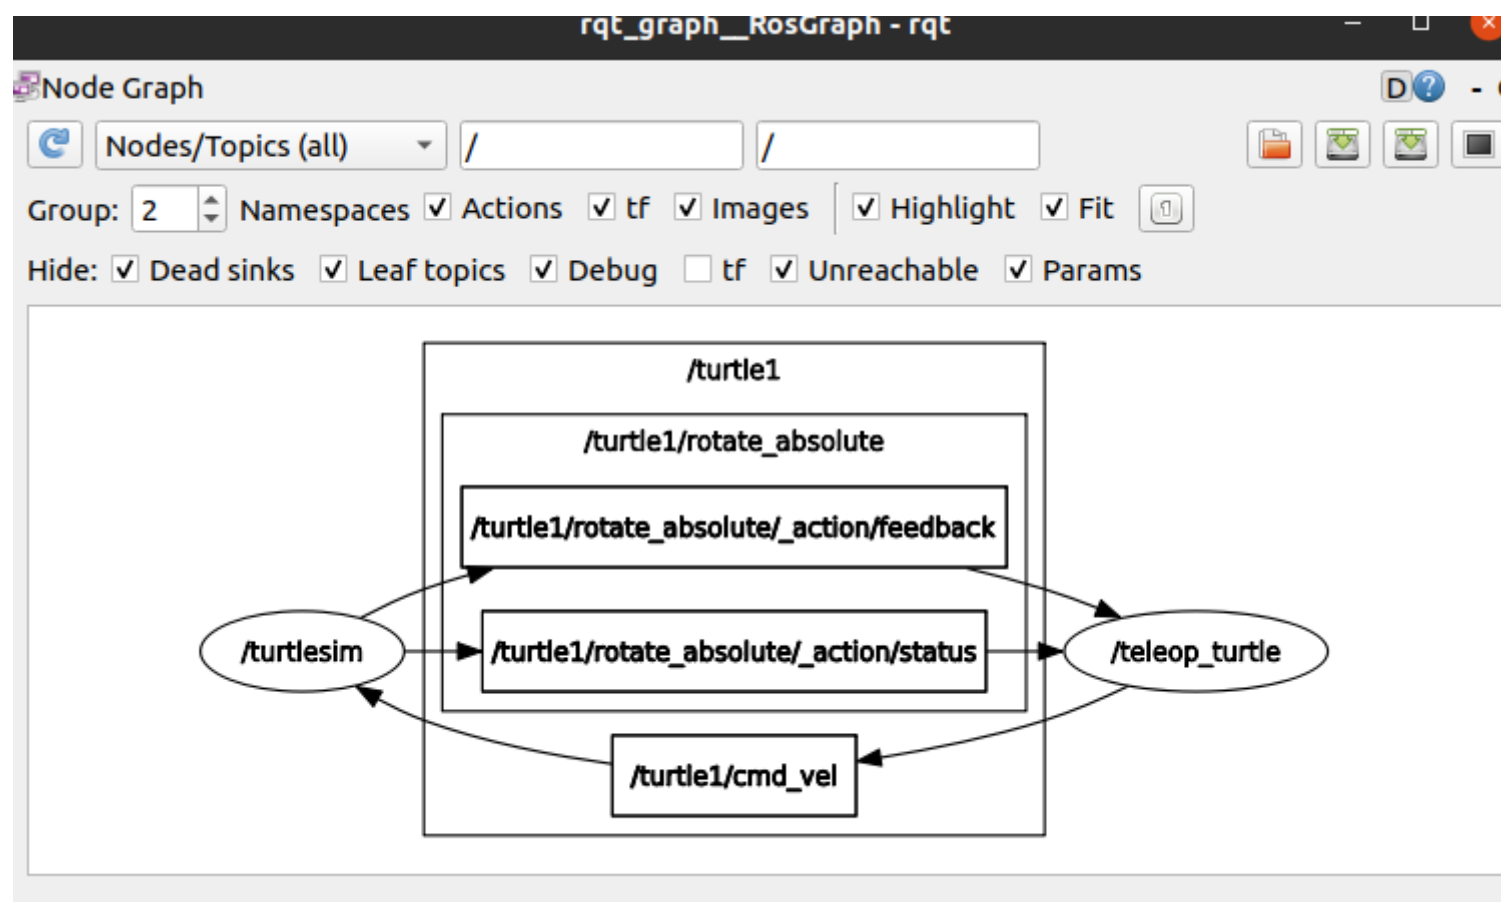 rqt_graph__RosGraph - rqt
Node Graph D ? -
Nodes/Topics (all) / /
Group: 2 Namespaces Actions tf Images Highlight Fit 1
Hide: Dead sinks Leaf topics Debug tf Unreachable Params
/turtle1
/turtle1/rotate_absolute
/turtle1/rotate_absolute/_action/feedback
/turtlesim /turtle1/rotate_absolute/_action/status /teleop_turtle
/turtle1/cmd_vel